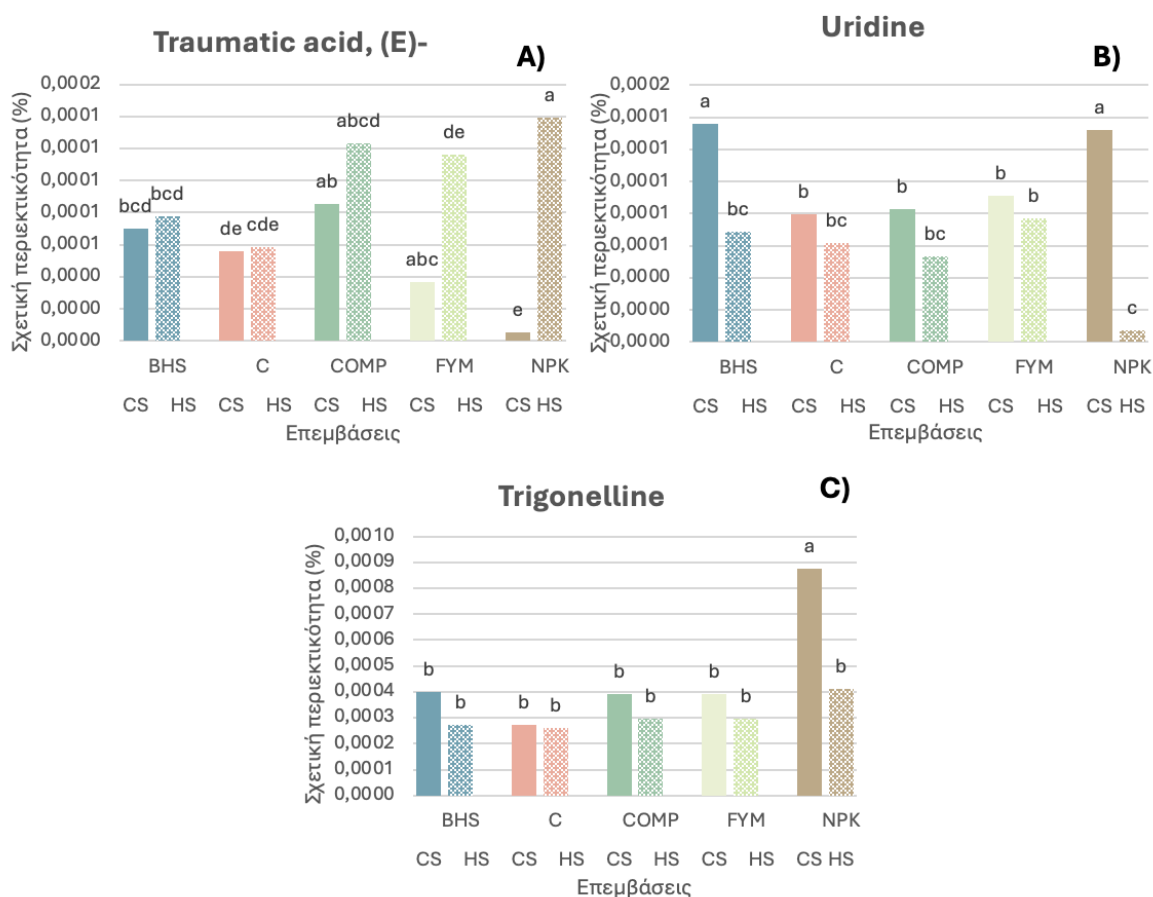 Traumatic acid, (E)-
A)
Σχετική περιεκτικότητα (%)
0,0002
0,0001
0,0001
0,0001
0,0001
0,0001
0,0000
0,0000
0,0000
bcd bcd de cde ab abcd abc de e a
BHS C COMP FYM NPK
CS HS CS HS CS HS CS HS CS HS
Επεμβάσεις
Uridine
B)
Σχετική περιεκτικότητα (%)
0,0002
0,0001
0,0001
0,0001
0,0001
0,0001
0,0000
0,0000
0,0000
a bc b bc b bc b b a c
BHS C COMP FYM NPK
CS HS CS HS CS HS CS HS CS HS
Επεμβάσεις
Trigonelline
C)
Σχετική περιεκτικότητα (%)
0,0010
0,0009
0,0008
0,0007
0,0006
0,0005
0,0004
0,0003
0,0002
0,0001
0,0000
b b b b b b b b a b
BHS C COMP FYM NPK
CS HS CS HS CS HS CS HS CS HS
Επεμβάσεις